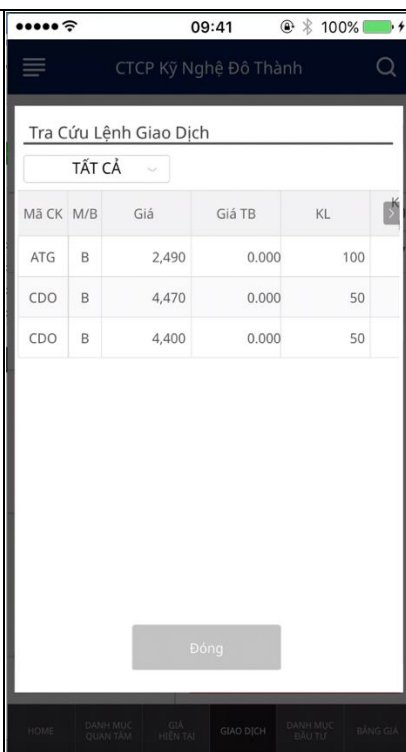 09:41 100%
CTCP Kỹ Nghệ Đô Thành
Tra Cứu Lệnh Giao Dịch
TẤT CẢ
Mã CK M/B Giá Giá TB KL K
ATG B 2,490 0.000 100
CDO B 4,470 0.000 50
CDO B 4,400 0.000 50
Đóng
HOME DANH MỤC QUAN TÂM GIÁ HIỆN TẠI GIAO DỊCH DANH MỤC ĐẦU TƯ BẢNG GIÁ